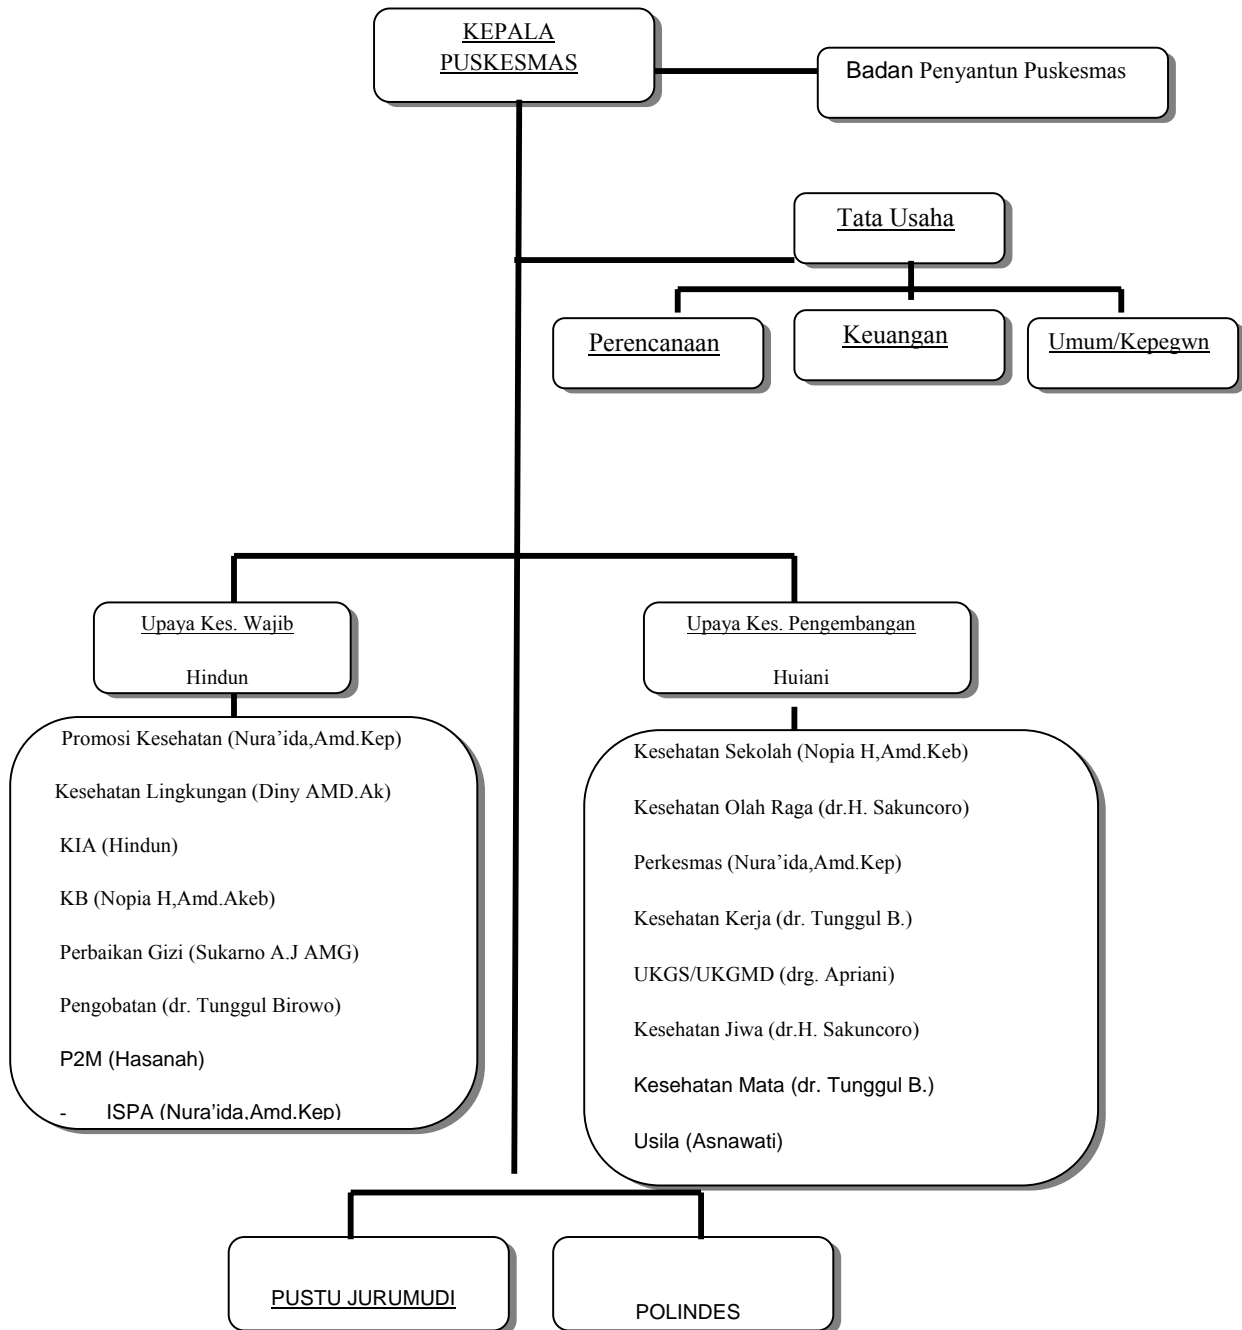 KEPALA
PUSKESMAS
Badan Penyantun Puskesmas
Tata Usaha
Perencanaan
Keuangan
Umum/Kepegwn
Upaya Kes. Wajib
Hindun
Upaya Kes. Pengembangan
Huiani
Promosi Kesehatan (Nura’ida,Amd.Kep)
Kesehatan Lingkungan (Diny AMD.Ak)
KIA (Hindun)
KB (Nopia H,Amd.Akeb)
Perbaikan Gizi (Sukarno A.J AMG)
Pengobatan (dr. Tunggul Birowo)
P2M (Hasanah)
- ISPA (Nura’ida,Amd.Kep)
Kesehatan Sekolah (Nopia H,Amd.Keb)
Kesehatan Olah Raga (dr.H. Sakuncoro)
Perkesmas (Nura’ida,Amd.Kep)
Kesehatan Kerja (dr. Tunggul B.)
UKGS/UKGMD (drg. Apriani)
Kesehatan Jiwa (dr.H. Sakuncoro)
Kesehatan Mata (dr. Tunggul B.)
Usila (Asnawati)
PUSTU JURUMUDI
POLINDES